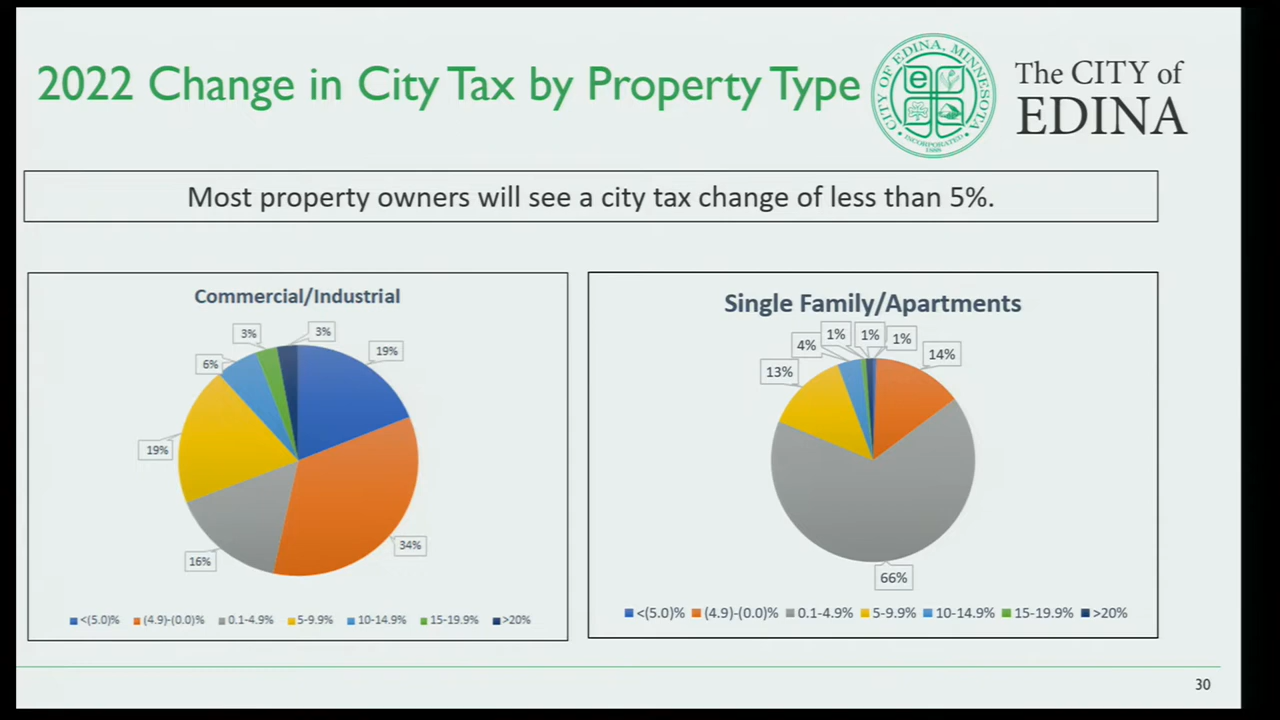 2022 Change in City Tax by Property Type
CITY OF EDINA, MINNESOTA
INCORPORATED
1888
e
The CITY of
EDINA
Most property owners will see a city tax change of less than 5%.
Commercial/Industrial
3%
3%
19%
6%
19%
16%
34%
<(5.0)% (4.9)-(0.0)% 0.1-4.9% 5-9.9% 10-14.9% 15-19.9% >20%
Single Family/Apartments
1%
1%
1%
4%
14%
13%
66%
<(5.0)% (4.9)-(0.0)% 0.1-4.9% 5-9.9% 10-14.9% 15-19.9% >20%
30